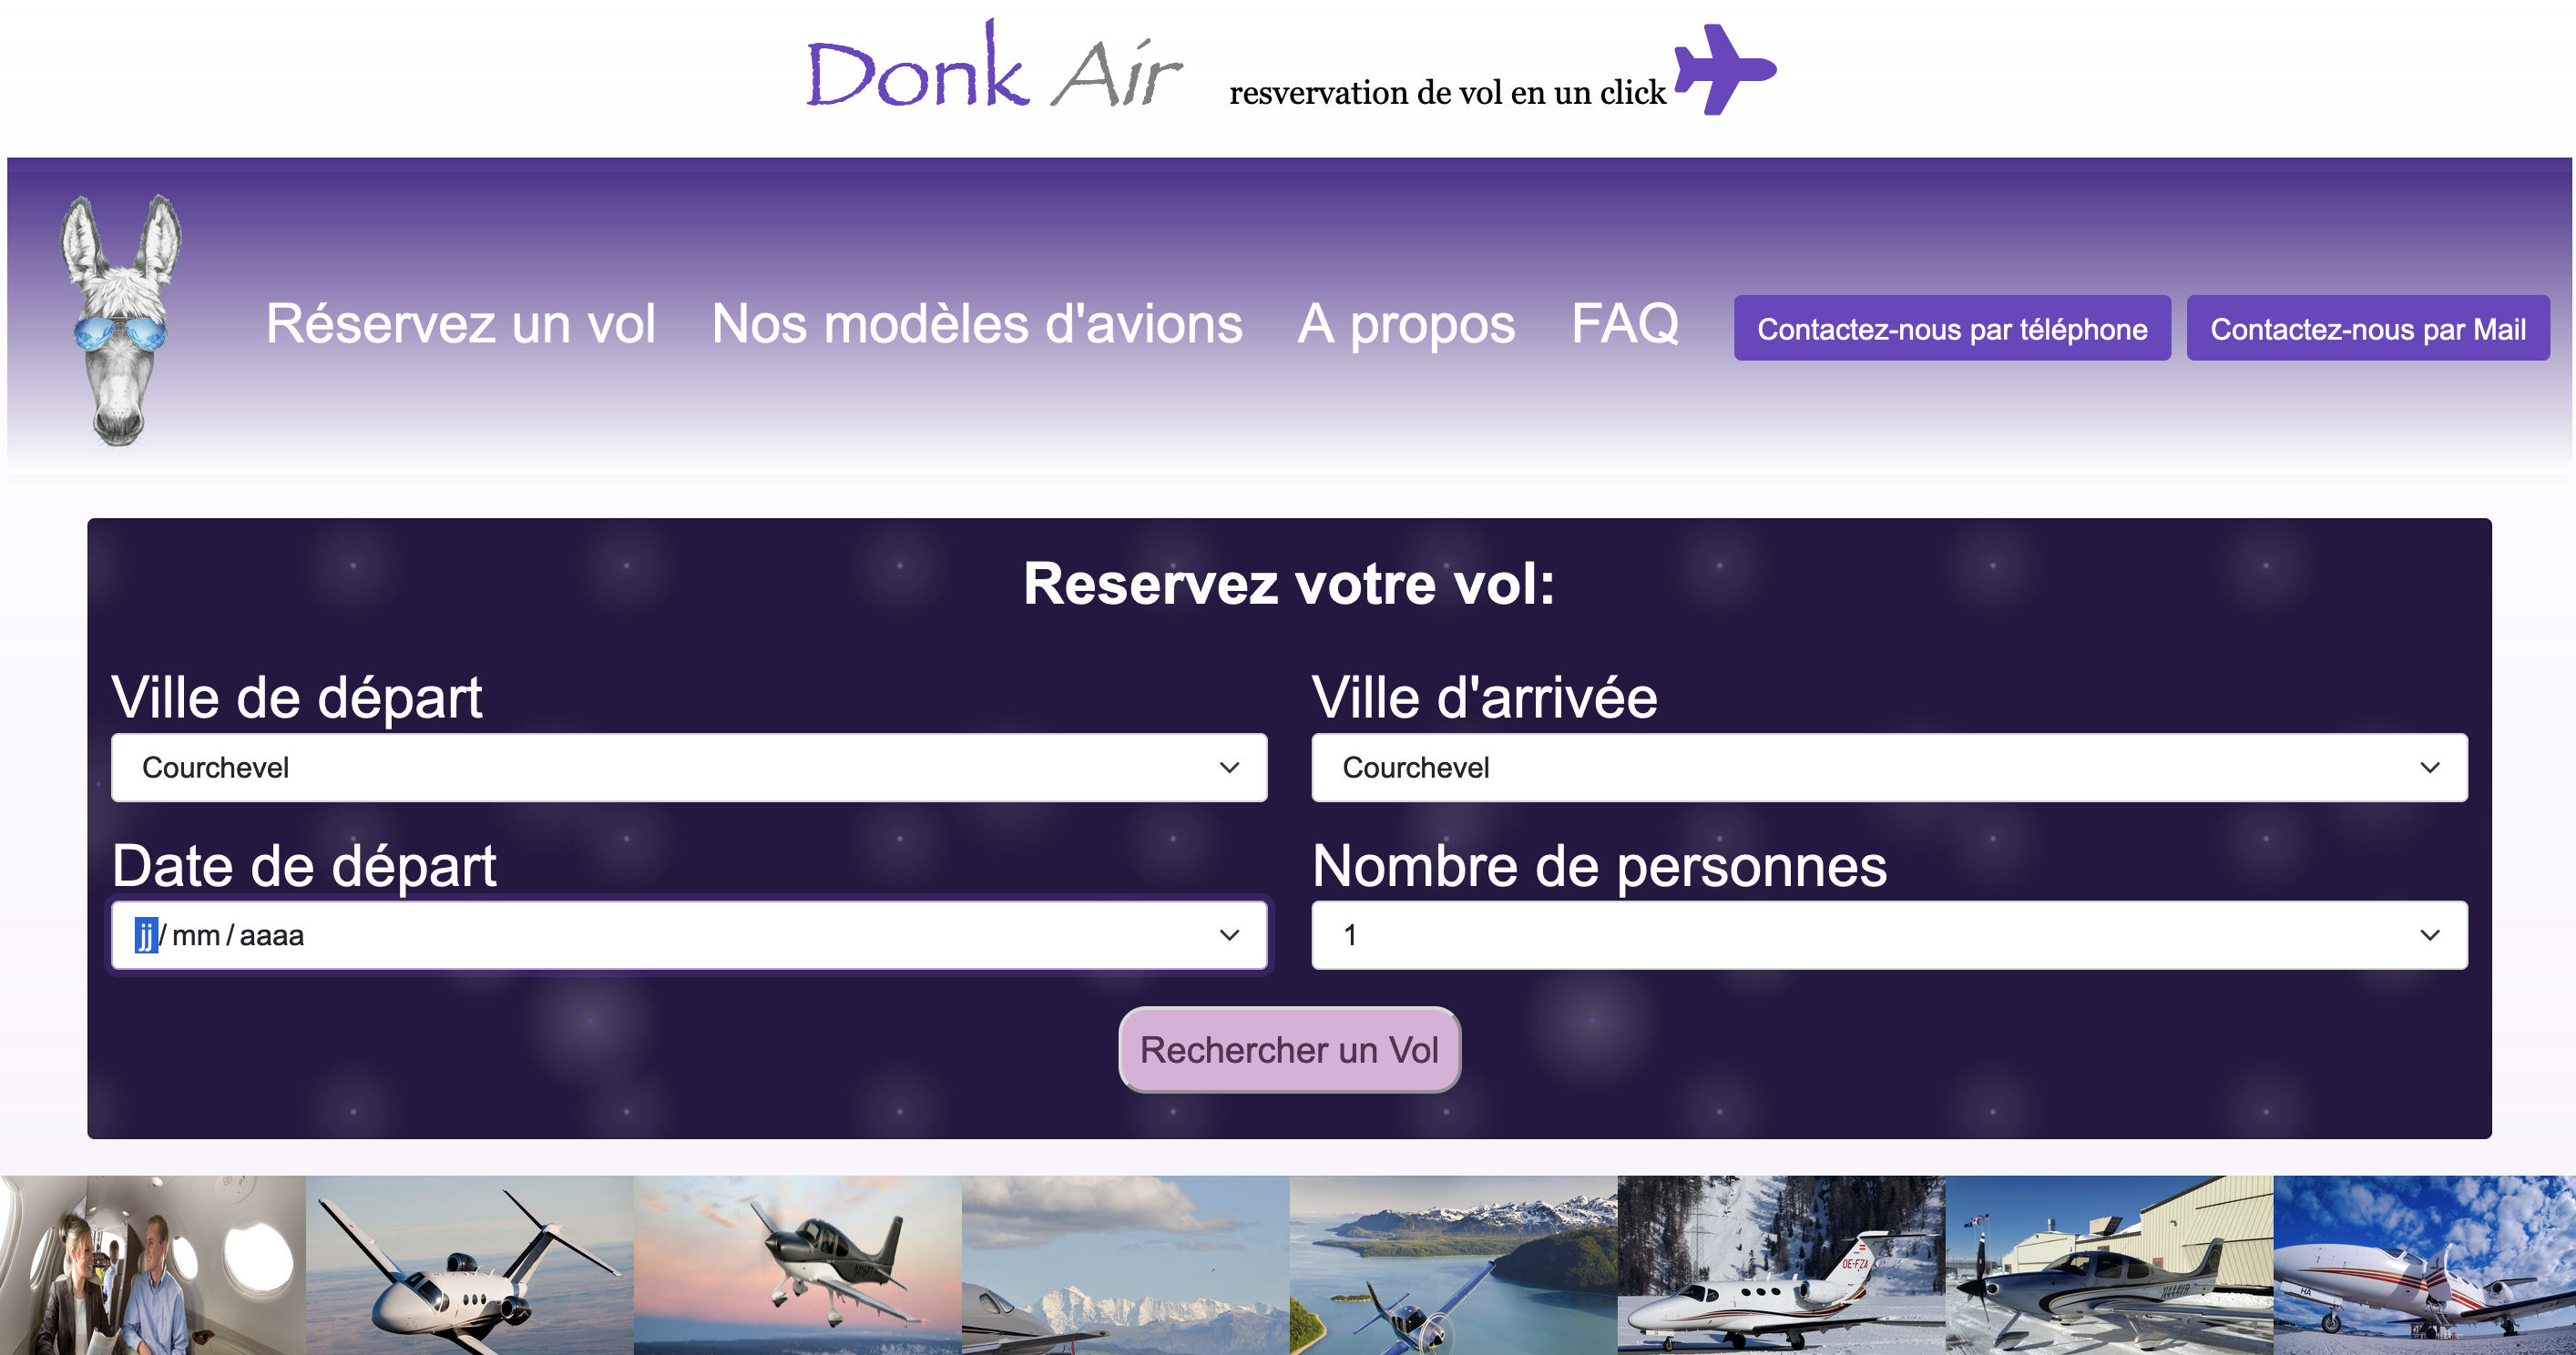 Donk Air resvervation de vol en un click
Réservez un vol Nos modèles d'avions A propos FAQ Contactez-nous par téléphone Contactez-nous par Mail
Reservez votre vol:
Ville de départ
Courchevel
Ville d'arrivée
Courchevel
Date de départ
jj / mm / aaaa
Nombre de personnes
1
Rechercher un Vol
OE-FZA